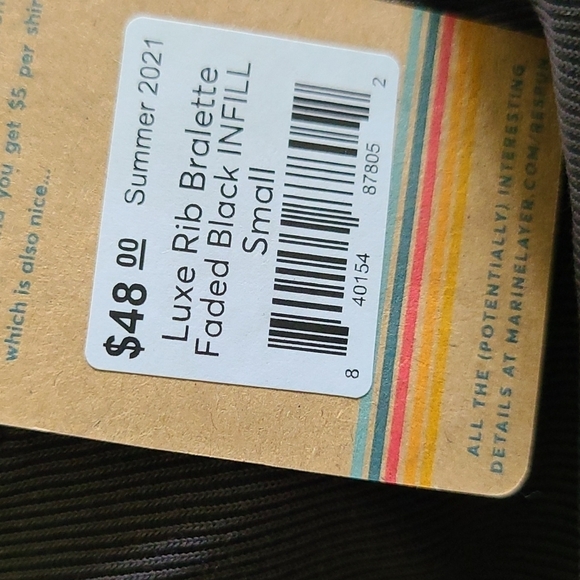 you get $5 per shir
which is also nice...
$48 00 Summer 2021
Luxe Rib Bralette
Faded Black INFILL
Small
8 40154 87805 2
ALL THE (POTENTIALLY) INTERESTING
DETAILS AT MARINELAYER.COM/RESPUN